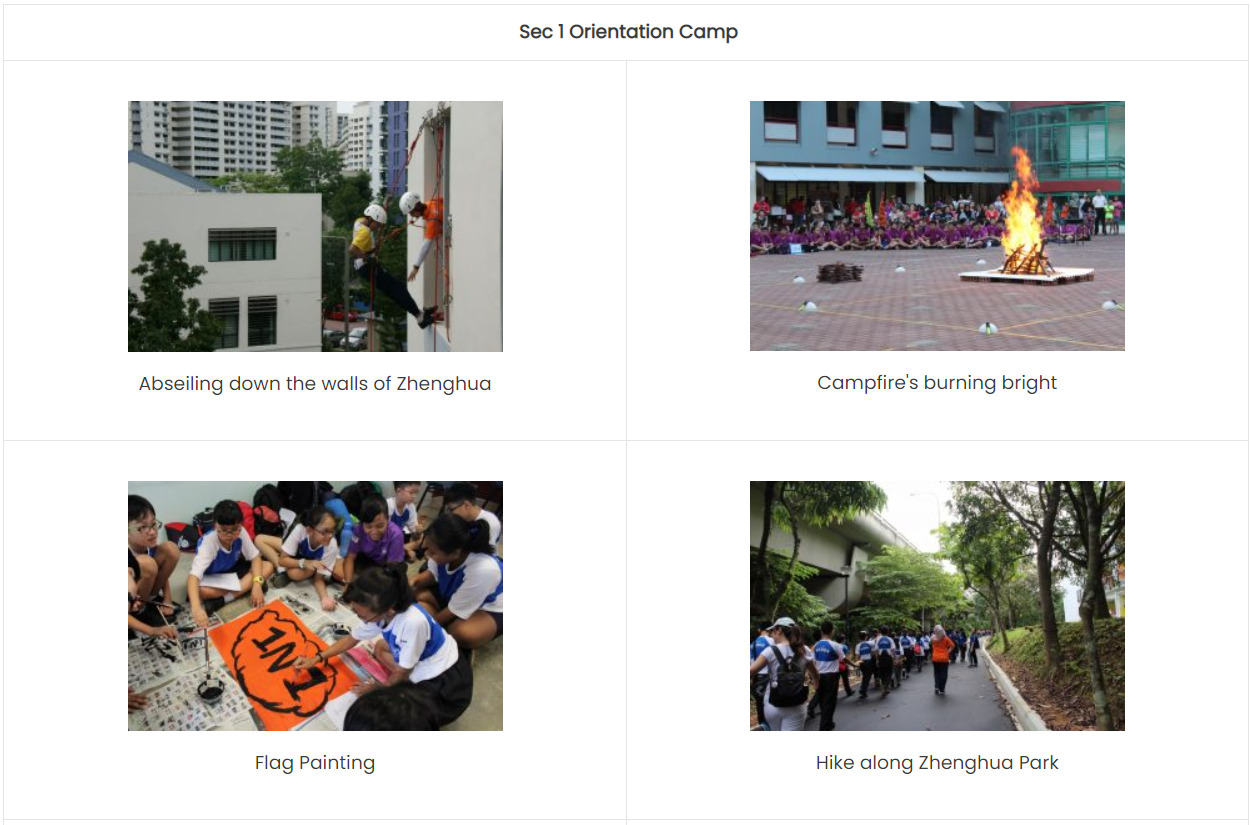 Sec 1 Orientation Camp
Abseiling down the walls of Zhenghua
Campfire's burning bright
1N1
Flag Painting
Hike along Zhenghua Park